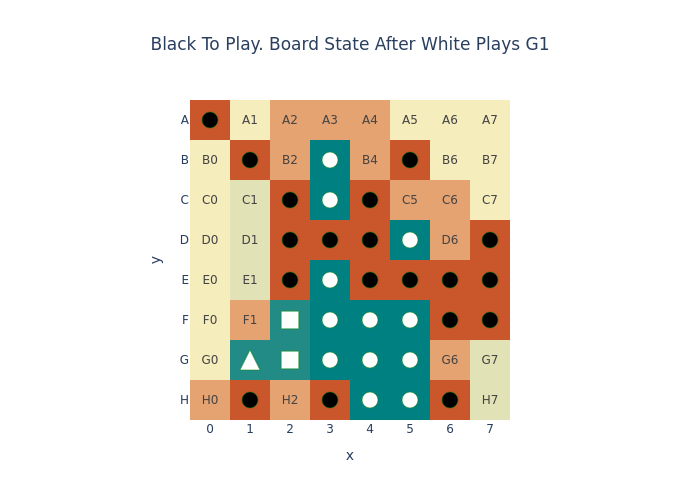 Black To Play. Board State After White Plays G1
A A1 A2 A3 A4 A5 A6 A7
B B0 B2 B4 B6 B7
C C0 C1 C5 C6 C7
D D0 D1 D6
E E0 E1
F F0 F1
G G0 G6 G7
H H0 H2 H7
0 1 2 3 4 5 6 7
x
y